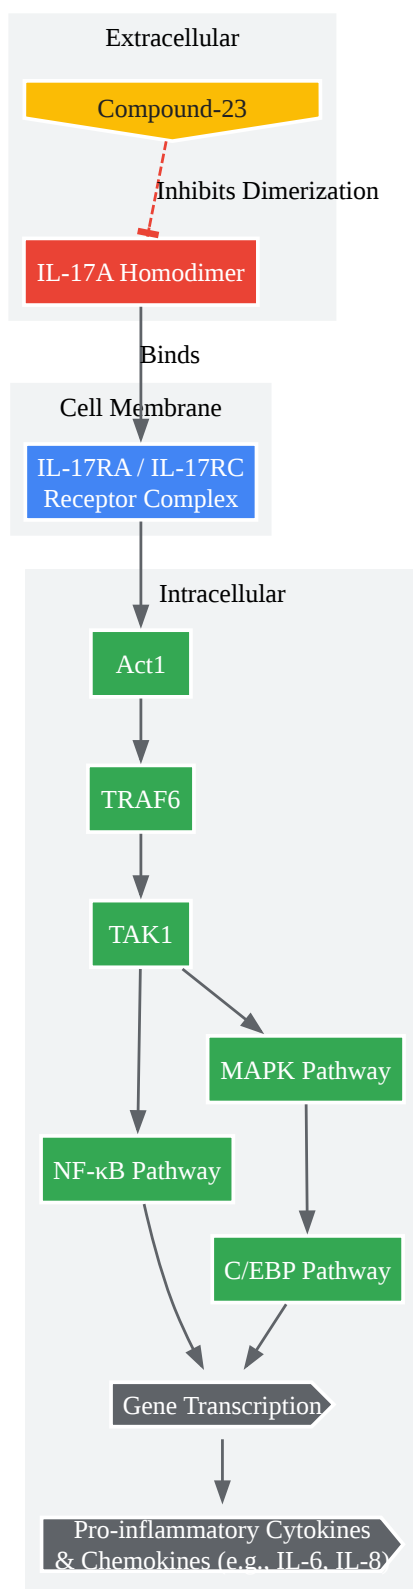 Extracellular
Compound-23
Inhibits Dimerization
IL-17A Homodimer
Binds
Cell Membrane
IL-17RA / IL-17RC
Receptor Complex
Intracellular
Act1
TRAF6
TAK1
MAPK Pathway
NF-κB Pathway
C/EBP Pathway
Gene Transcription
Pro-inflammatory Cytokines
& Chemokines (e.g., IL-6, IL-8)